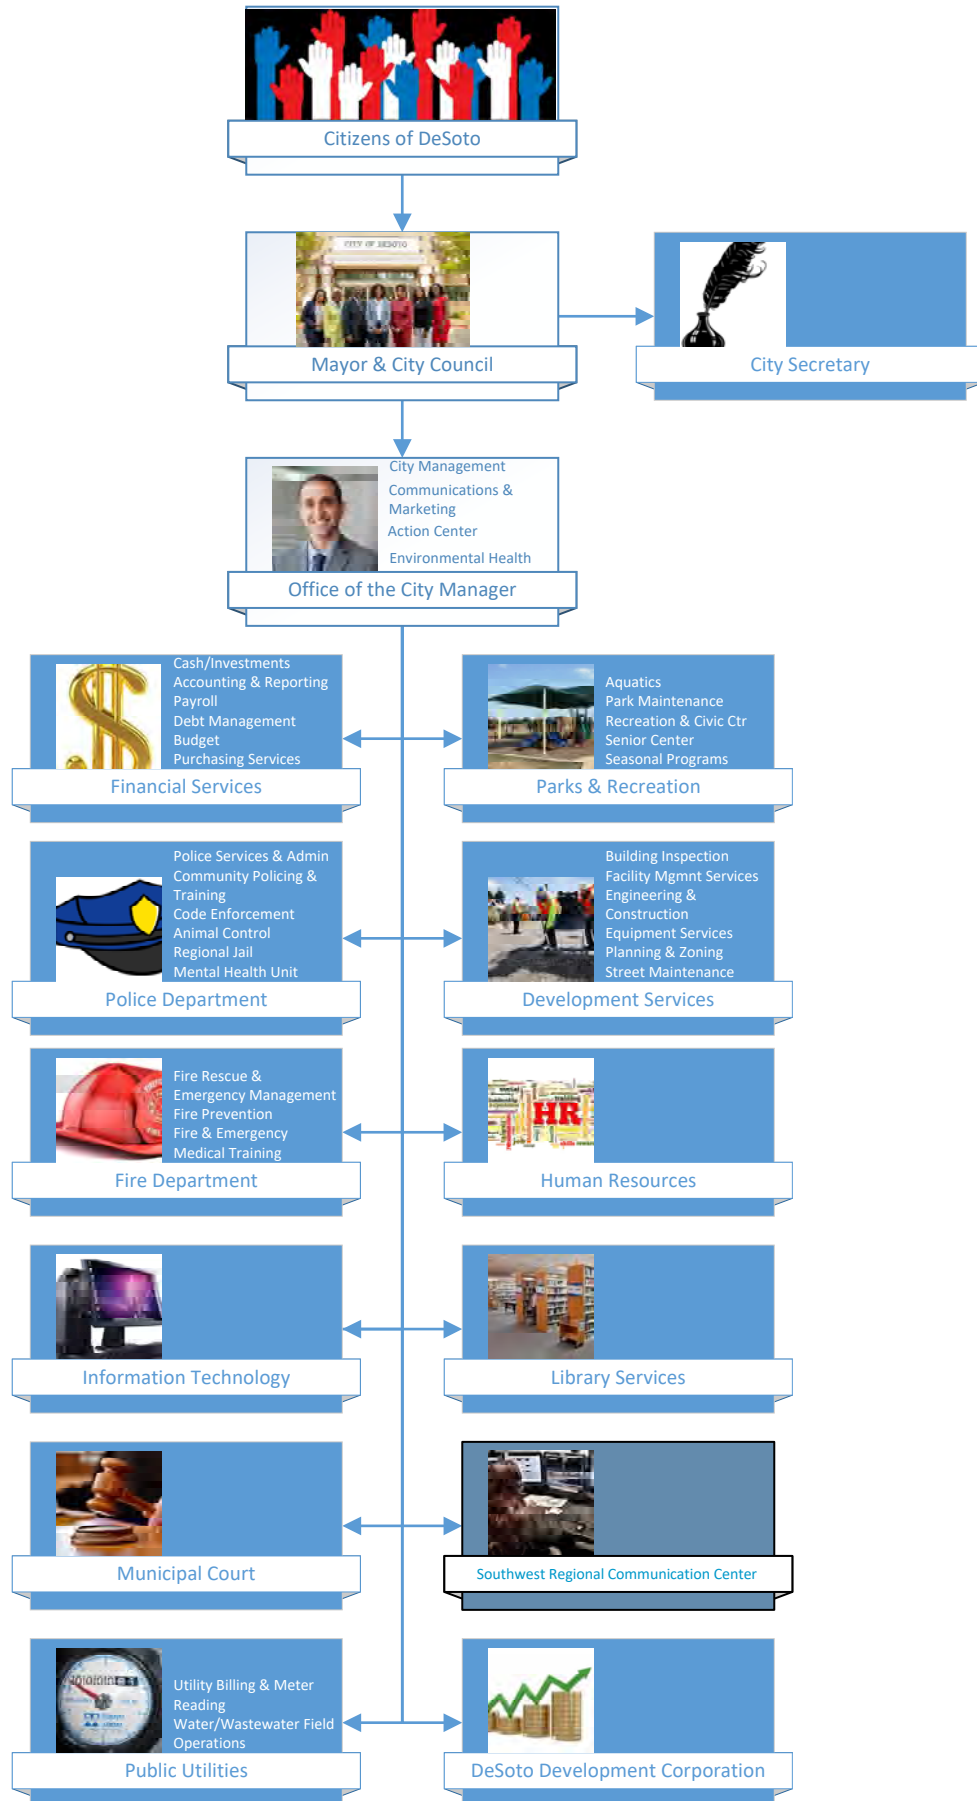 Citizens of DeSoto
CITY OF DESOTO
Mayor & City Council
City Secretary
City Management
Communications &
Marketing
Action Center
Environmental Health
Office of the City Manager
Cash/Investments
Accounting & Reporting
Payroll
Debt Management
Budget
Purchasing Services
Financial Services
Aquatics
Park Maintenance
Recreation & Civic Ctr
Senior Center
Seasonal Programs
Parks & Recreation
Police Services & Admin
Community Policing &
Training
Code Enforcement
Animal Control
Regional Jail
Mental Health Unit
Police Department
Building Inspection
Facility Mgmnt Services
Engineering &
Construction
Equipment Services
Planning & Zoning
Street Maintenance
Development Services
Fire Rescue &
Emergency Management
Fire Prevention
Fire & Emergency
Medical Training
Fire Department
HR
Human Resources
Information Technology
Library Services
Municipal Court
Southwest Regional Communication Center
Utility Billing & Meter
Reading
Water/Wastewater Field
Operations
Public Utilities
DeSoto Development Corporation